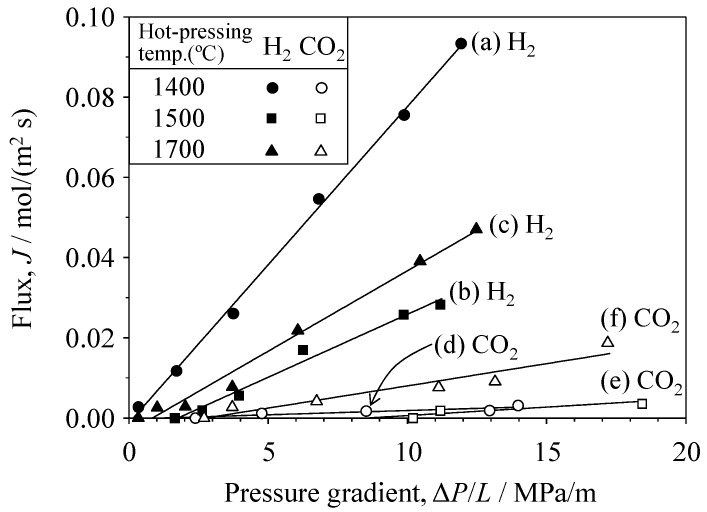 0.10
0.08
0.06
0.04
0.02
0.00
Flux, J / mol/(m² s)
Hot-pressing
temp.(ºC) H₂ CO₂
1400
1500
1700
(a) H₂
(c) H₂
(b) H₂
(d) CO₂
(f) CO₂
(e) CO₂
0 5 10 15 20
Pressure gradient, ΔP/L / MPa/m